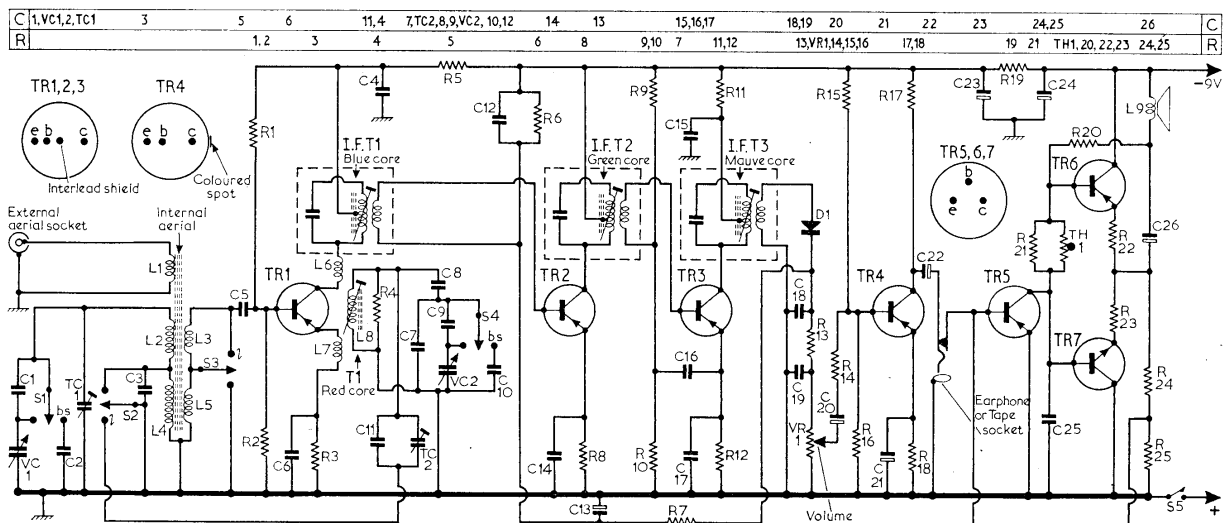 C 1,VC1,2,TC1 3 5 6 11,4 7,TC2,8,9,VC2, 10,12 14 13 15,16,17 18,19 20 21 22 23 24,25 26 C
R 1,2 3 4 5 6 8 9,10 7 11,12 13,VR1,14,15,16 17,18 19 21 TH1, 20, 22,23 24,25 R
TR1,2,3 TR4
e b c e b c
Interlead shield
Coloured
spot
External
aerial socket
Internal
aerial
L1
L2
L3
L4
L5
C1
S1
bs
VC
1
C2
TC
1
S2
l
C3
S3
l
C5
R1
R2
TR1
C6
R3
L6
L7
C4
R5
I.F.T1
Blue core
L8
T1
Red core
R4
C11
TC
2
C7
C8
C9
VC2
S4
bs
C
10
C12
R6
TR2
C14
R8
C13
R7
I.F.T2
Green core
R9
R
10
C16
C15
R11
I.F.T3
Mauve core
TR3
C
17
R12
D1
C
18
R
13
C
19
VR
1
Volume
R
14
C
20
R15
R
16
R17
TR4
C
21
R
18
C22
Earphone
or Tape
socket
C23
R19
C24
TR5,6,7
b
e c
TR5
R20
R
21
TH
1
C25
TR6
R
22
R
23
TR7
L9
C26
R
24
R
25
S5
-9V
+